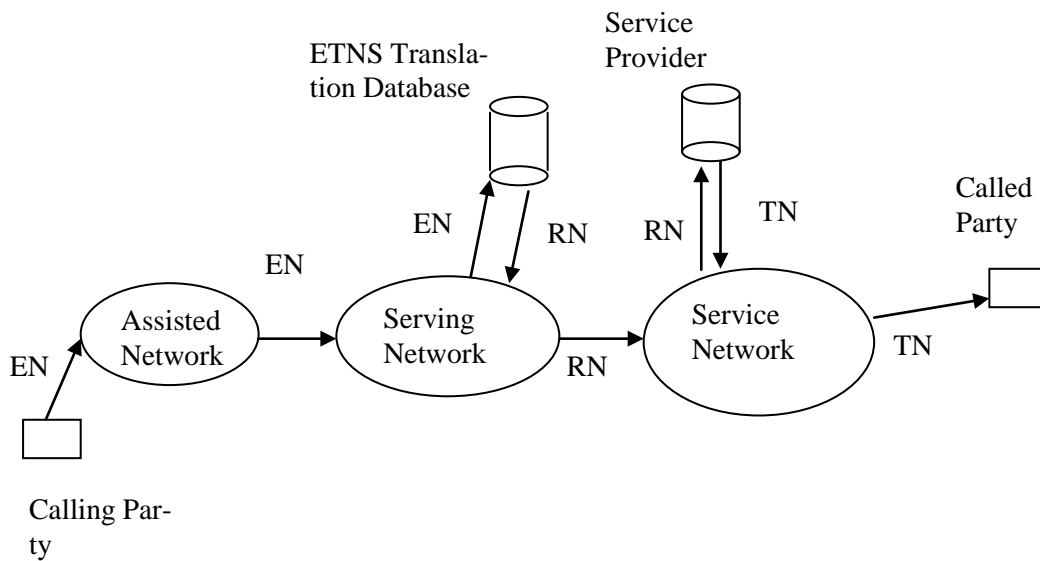 Service
Provider
ETNS Transla-
tion Database
Called
Party
EN
RN
RN
TN
EN
Assisted
Network
Serving
Network
Service
Network
EN
RN
TN
Calling Par-
ty